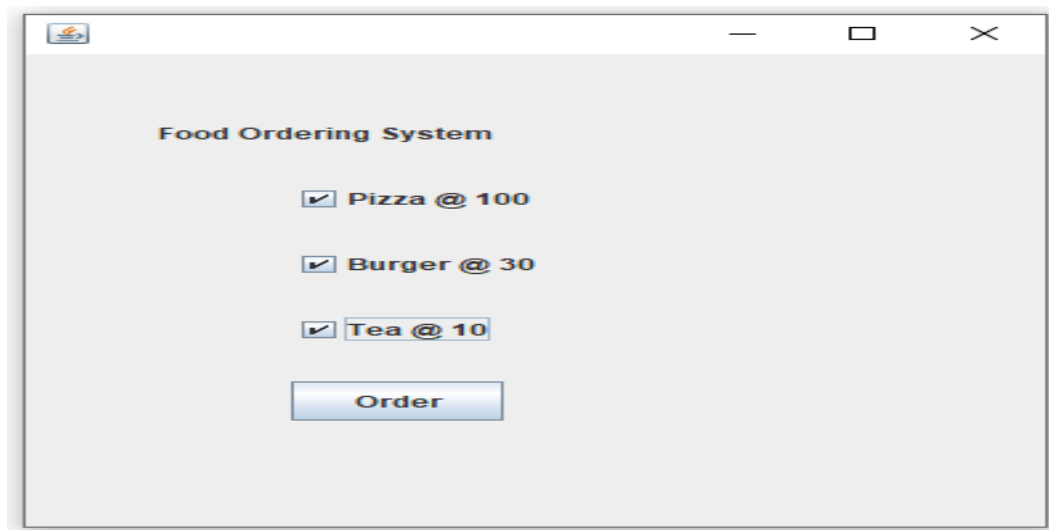 Food Ordering System
Pizza @ 100
Burger @ 30
Tea @ 10
Order